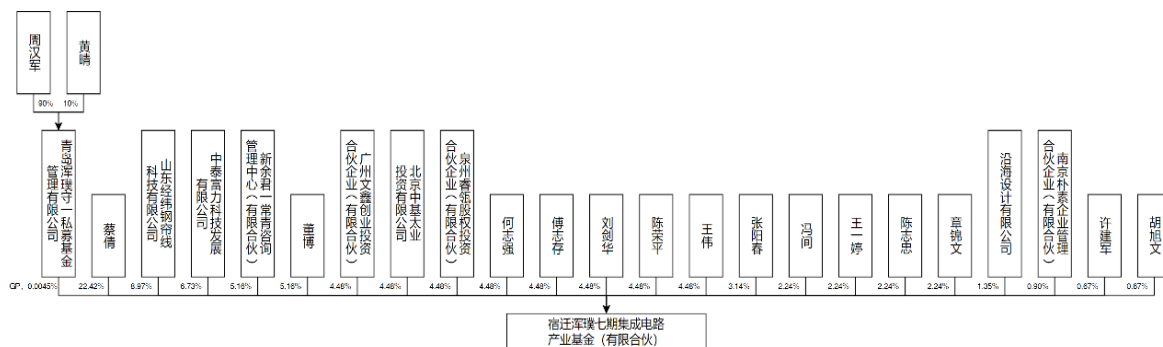 周汉军
黄晴
90%
10%
青岛浑璞守一私募基金
管理有限公司
蔡倩
山东经纬钢帘线
科技有限公司
中泰富力科技发展
有限公司
新余君一常青咨询
管理中心（有限合伙）
董博
广州文鑫创业投资
合伙企业（有限合伙）
北京中基太业
投资有限公司
泉州睿瓴股权投资
合伙企业（有限合伙）
何志强
傅志存
刘剑华
陈荣平
王伟
张阳春
冯间
王一婷
陈志忠
章锦文
沿海设计有限公司
南京朴素企业管理
合伙企业（有限合伙）
许建军
胡旭文
GP，0.0045%
22.42%
8.97%
6.73%
5.16%
5.16%
4.48%
4.48%
4.48%
4.48%
4.48%
4.48%
4.48%
4.48%
3.14%
2.24%
2.24%
2.24%
2.24%
1.35%
0.90%
0.67%
0.67%
宿迁浑璞七期集成电路
产业基金（有限合伙）